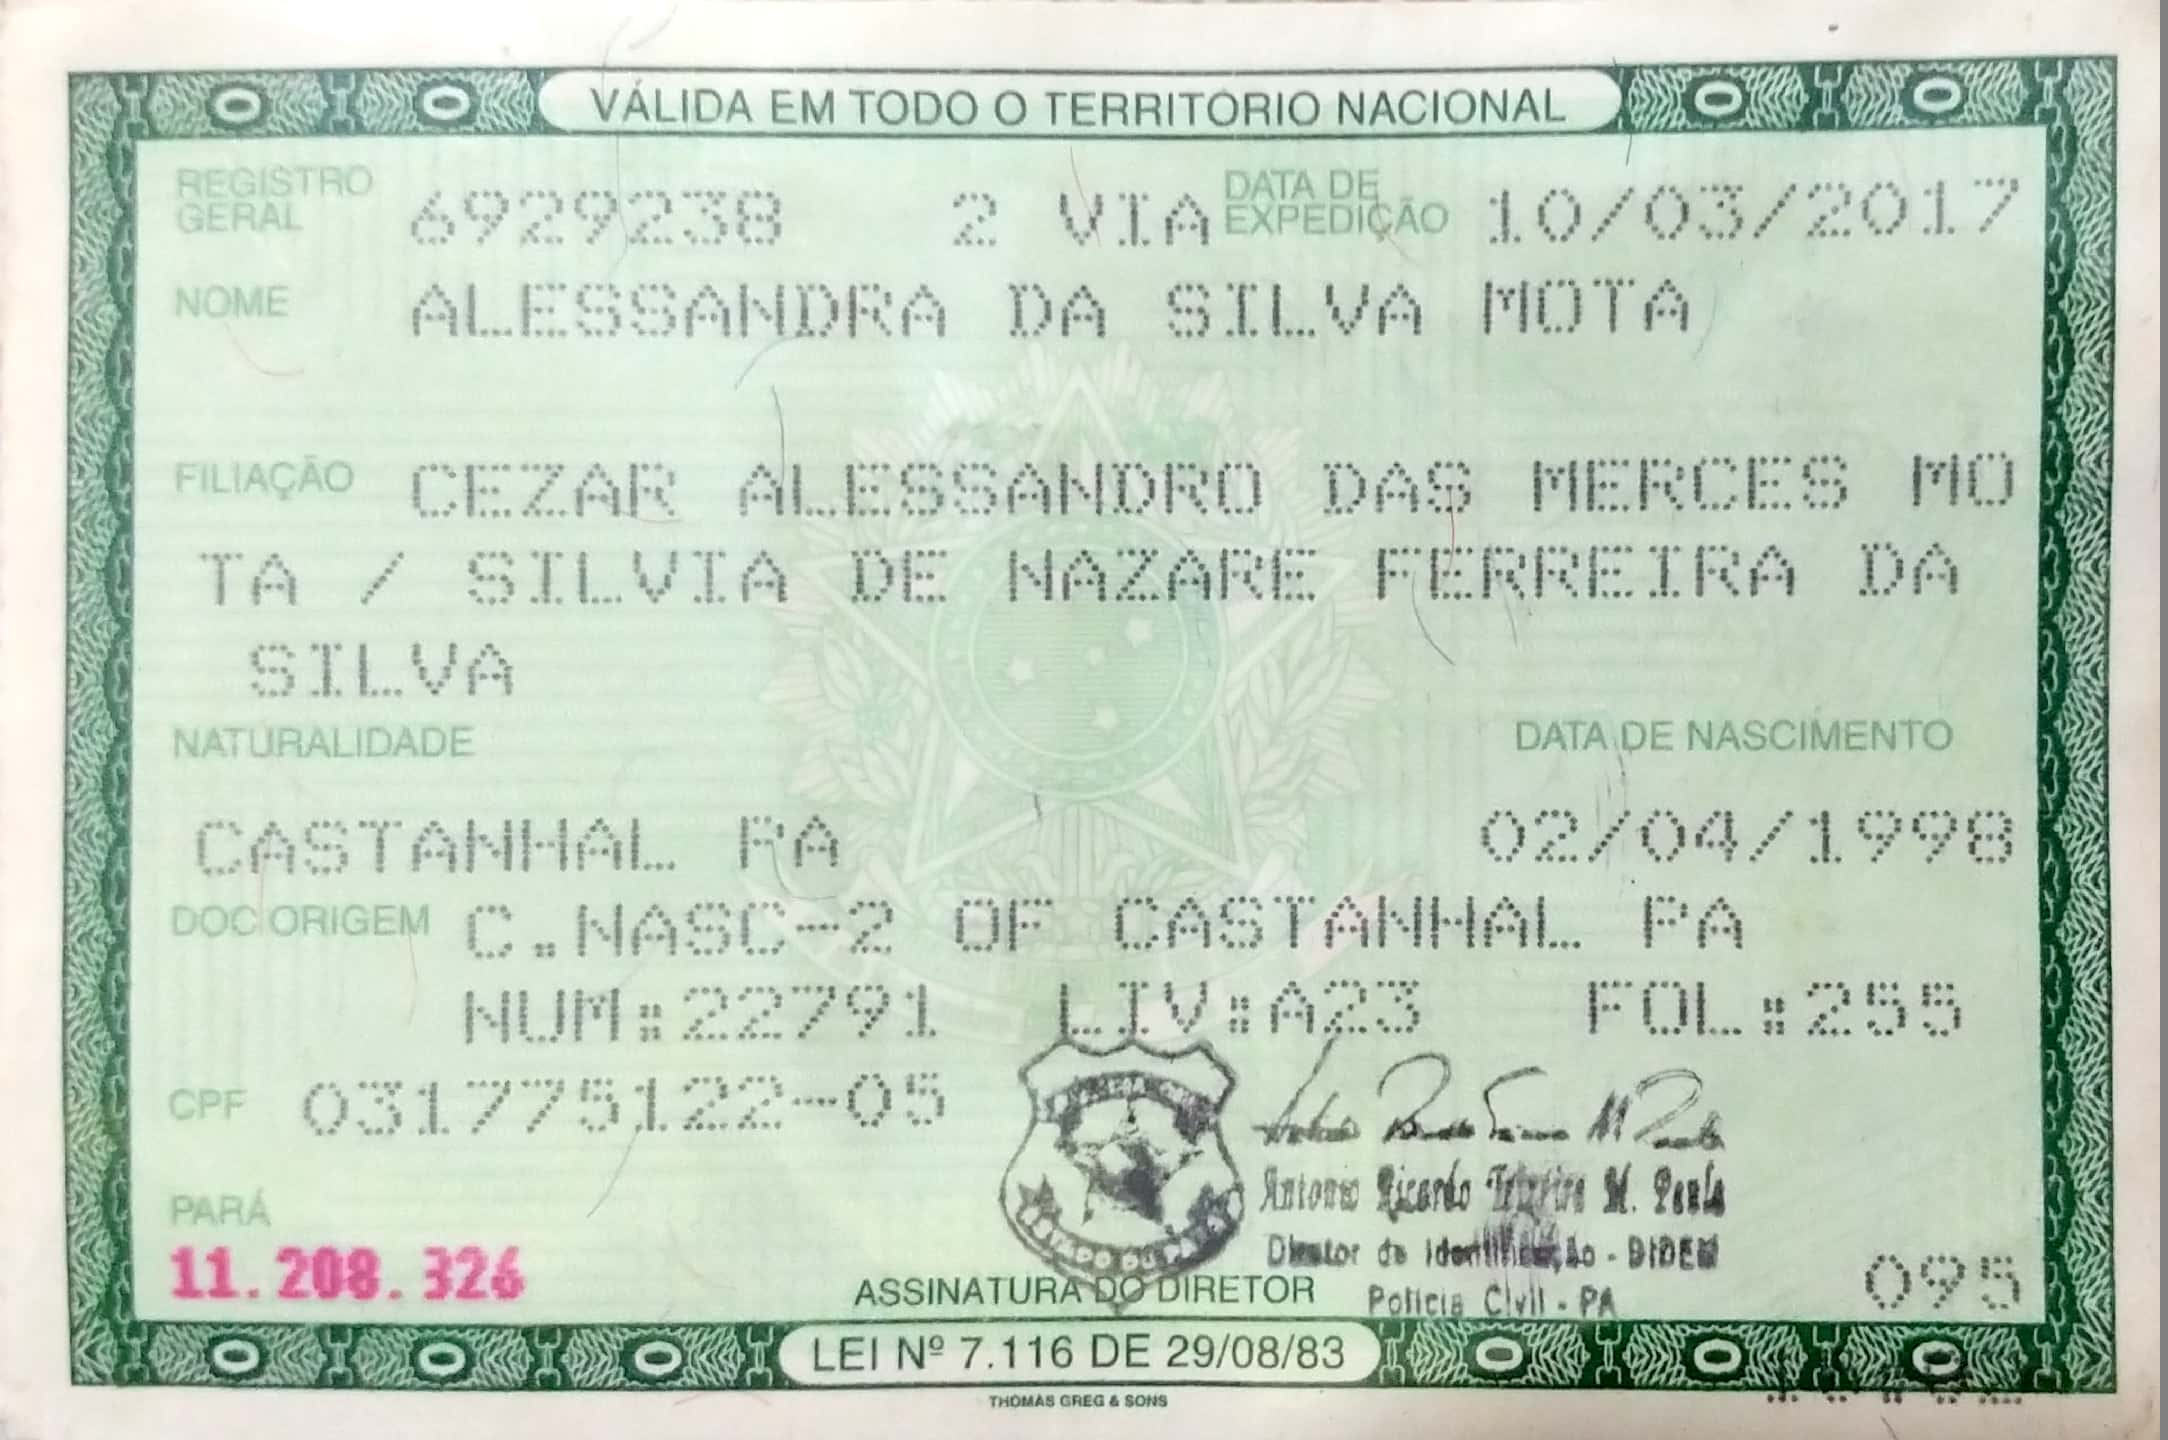 VÁLIDA EM TODO O TERRITÓRIO NACIONAL
REGISTRO GERAL 6929238 2 VIA DATA DE EXPEDIÇÃO 10/03/2017
NOME ALESSANDRA DA SILVA MOTA
FILIAÇÃO CEZAR ALESSANDRO DAS MERCES MO
TA / SILVIA DE NAZARE FERREIRA DA
SILVA
NATURALIDADE DATA DE NASCIMENTO
CASTANHAL PA 02/04/1998
DOC ORIGEM C.NASC-2 OF CASTANHAL PA
NUM:22791 LIV:A23 FOL:255
CPF 031775122-05
PARÁ
Antonio Ricardo Teixeira M. Paula
Diretor de Identificação - DIDEM
Polícia Civil - PA
11.208.326
ASSINATURA DO DIRETOR
095
LEI Nº 7.116 DE 29/08/83
THOMAS GREG & SONS